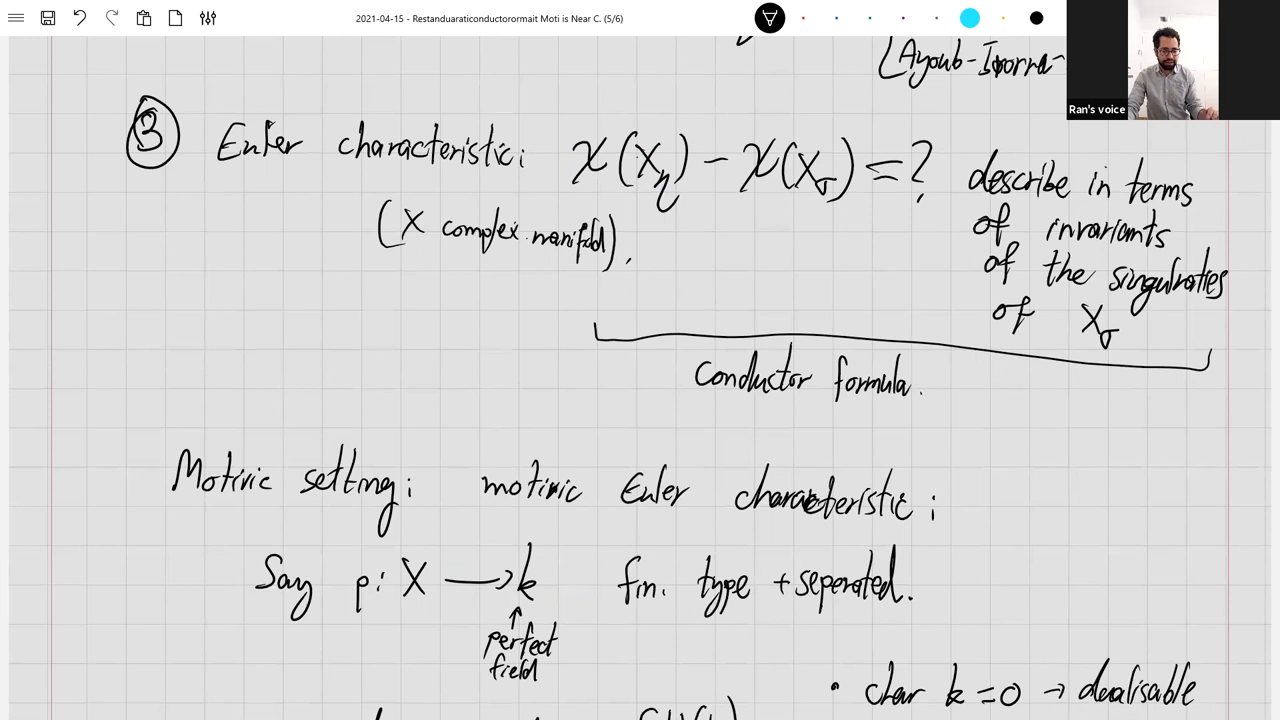 2021-04-15 - Restanduaraticonductorormait Moti is Near C. (5/6)
Ran's voice
(Ayoub-Ivorra-
③ Euler characteristic: χ(X_η) - χ(X_σ) = ? describe in terms
(X complex manifold),
of invariants
of the singularities
of X_σ
Conductor formula.
Motivic setting: motivic Euler characteristic:
Say p: X → k fin. type + seperated.
↑
perfect
field
• char k = 0 → dualisable